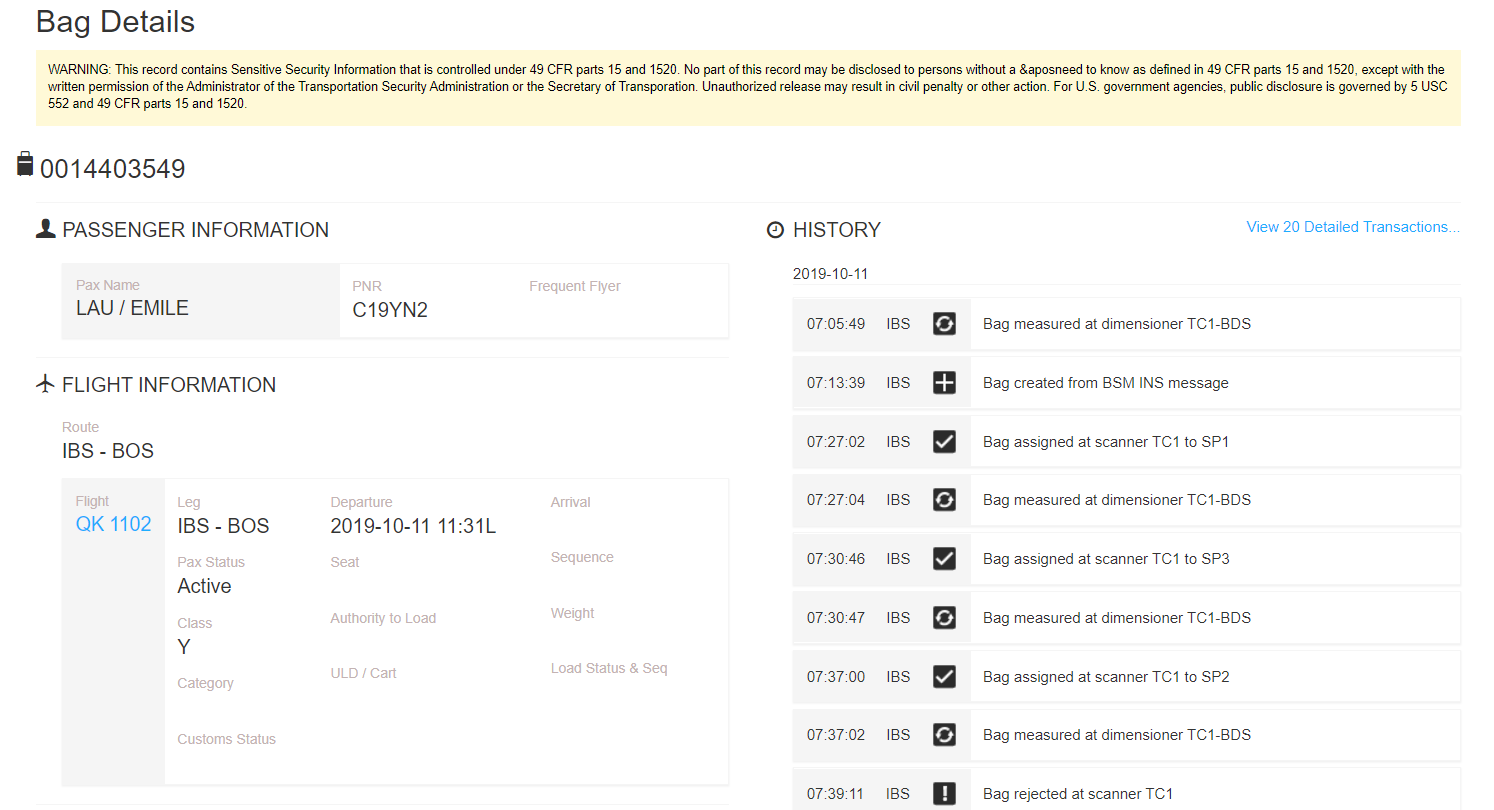 Bag Details
WARNING: This record contains Sensitive Security Information that is controlled under 49 CFR parts 15 and 1520. No part of this record may be disclosed to persons without a &aposneed to know as defined in 49 CFR parts 15 and 1520, except with the
written permission of the Administrator of the Transportation Security Administration or the Secretary of Transporation. Unauthorized release may result in civil penalty or other action. For U.S. government agencies, public disclosure is governed by 5 USC
552 and 49 CFR parts 15 and 1520.
0014403549
PASSENGER INFORMATION
Pax Name
LAU / EMILE
PNR
C19YN2
Frequent Flyer
FLIGHT INFORMATION
Route
IBS - BOS
Flight
QK 1102
Leg
IBS - BOS
Pax Status
Active
Class
Y
Category
Customs Status
Departure
2019-10-11 11:31L
Seat
Authority to Load
ULD / Cart
Arrival
Sequence
Weight
Load Status & Seq
HISTORY
View 20 Detailed Transactions...
2019-10-11
07:05:49 IBS Bag measured at dimensioner TC1-BDS
07:13:39 IBS Bag created from BSM INS message
07:27:02 IBS Bag assigned at scanner TC1 to SP1
07:27:04 IBS Bag measured at dimensioner TC1-BDS
07:30:46 IBS Bag assigned at scanner TC1 to SP3
07:30:47 IBS Bag measured at dimensioner TC1-BDS
07:37:00 IBS Bag assigned at scanner TC1 to SP2
07:37:02 IBS Bag measured at dimensioner TC1-BDS
07:39:11 IBS Bag rejected at scanner TC1